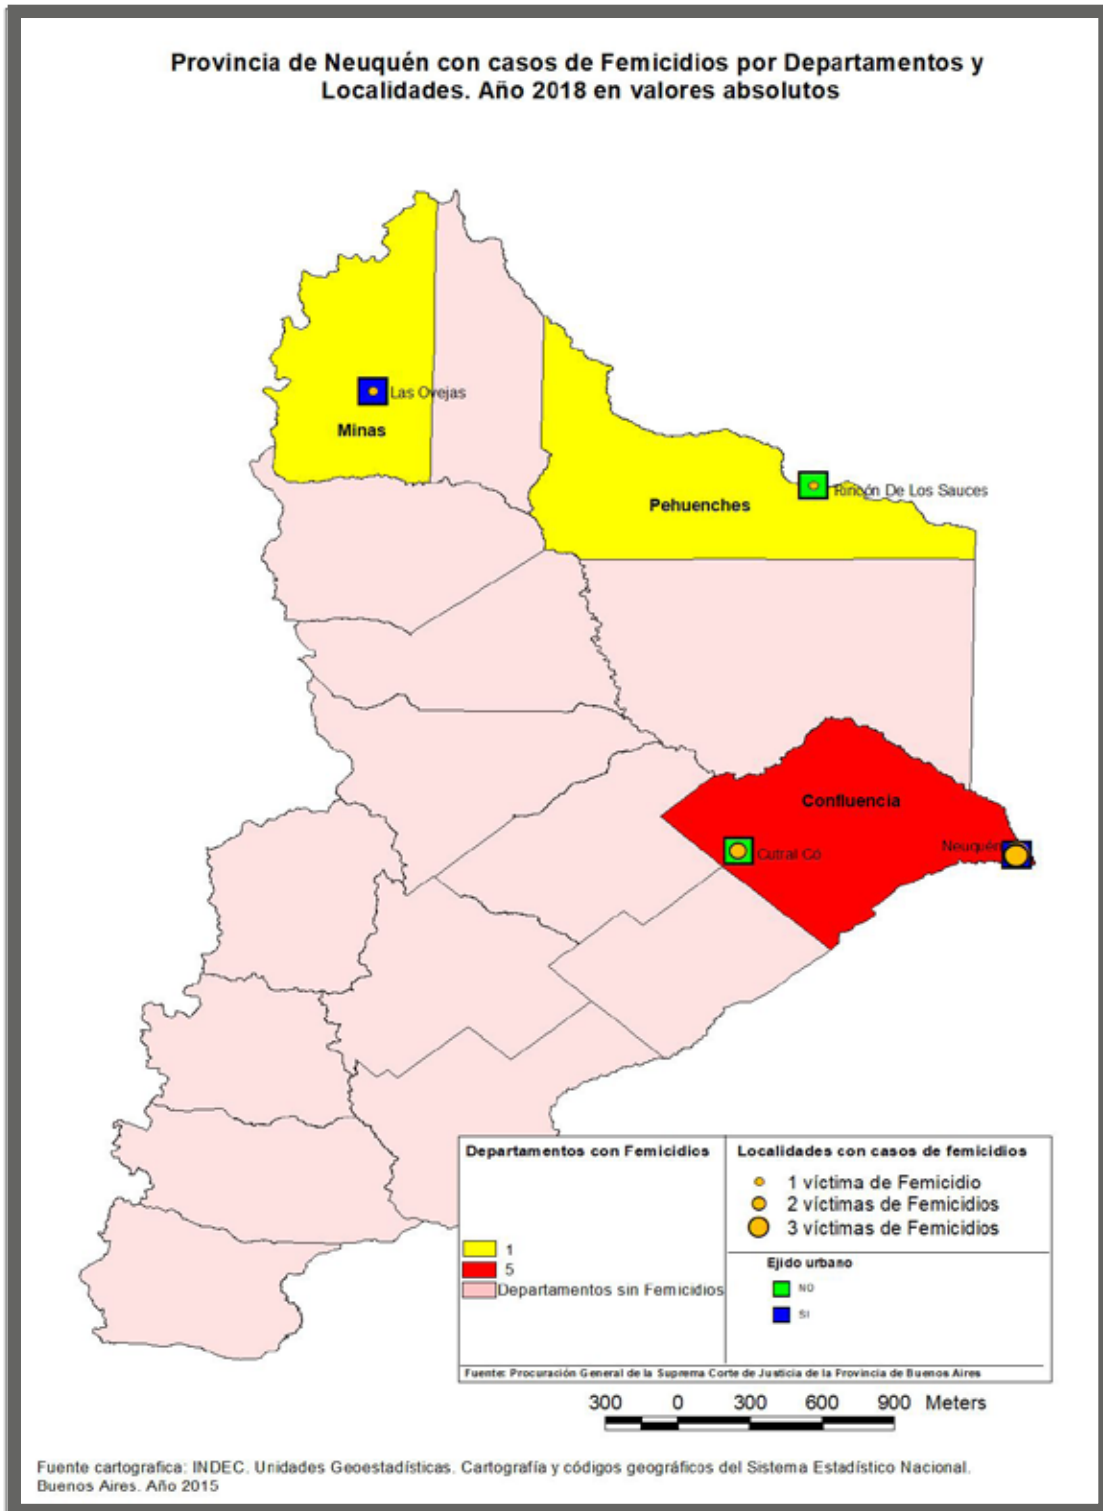 Provincia de Neuquén con casos de Femicidios por Departamentos y
Localidades. Año 2018 en valores absolutos
Las Ovejas
Minas
Rincón De Los Sauces
Pehuenches
Confluencia
Neuquén
Cutral Có
Departamentos con Femicidios
1
5
Departamentos sin Femicidios
Localidades con casos de femicidios
1 víctima de Femicidio
2 víctimas de Femicidios
3 víctimas de Femicidios
Ejido urbano
NO
SI
Fuente: Procuración General de la Suprema Corte de Justicia de la Provincia de Buenos Aires
300 0 300 600 900 Meters
Fuente cartografica: INDEC. Unidades Geoestadísticas. Cartografía y códigos geográficos del Sistema Estadístico Nacional.
Buenos Aires. Año 2015